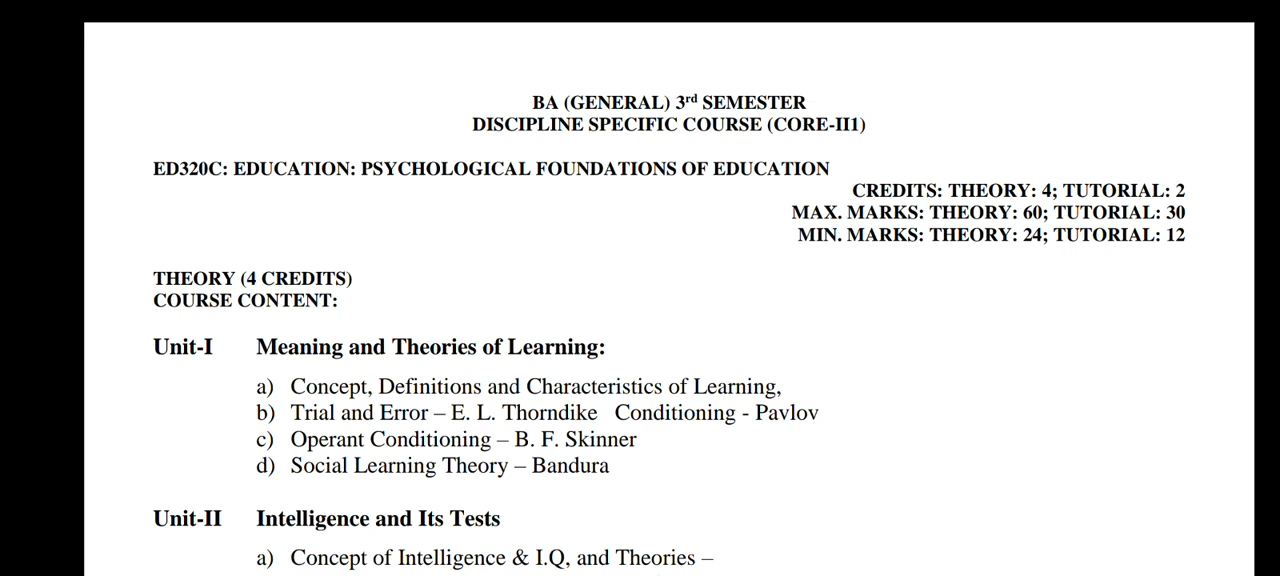 BA (GENERAL) 3rd SEMESTER
DISCIPLINE SPECIFIC COURSE (CORE-II1)
ED320C: EDUCATION: PSYCHOLOGICAL FOUNDATIONS OF EDUCATION
CREDITS: THEORY: 4; TUTORIAL: 2
MAX. MARKS: THEORY: 60; TUTORIAL: 30
MIN. MARKS: THEORY: 24; TUTORIAL: 12
THEORY (4 CREDITS)
COURSE CONTENT:
Unit-I Meaning and Theories of Learning:
a) Concept, Definitions and Characteristics of Learning,
b) Trial and Error – E. L. Thorndike Conditioning - Pavlov
c) Operant Conditioning – B. F. Skinner
d) Social Learning Theory – Bandura
Unit-II Intelligence and Its Tests
a) Concept of Intelligence & I.Q, and Theories –